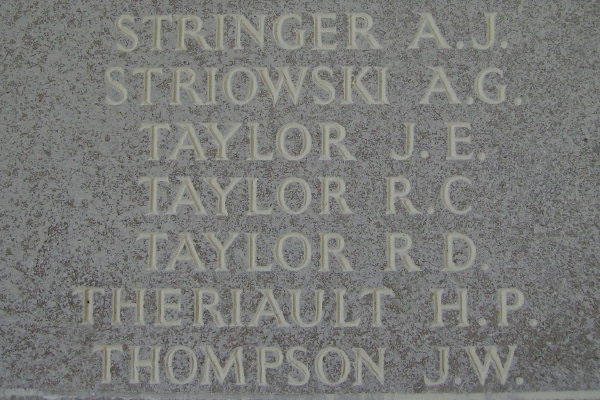 STRINGER A.J.
STRIOWSKI A.G.
TAYLOR J.E.
TAYLOR R.C
TAYLOR R D.
THERIAULT H.P.
THOMPSON J.W.